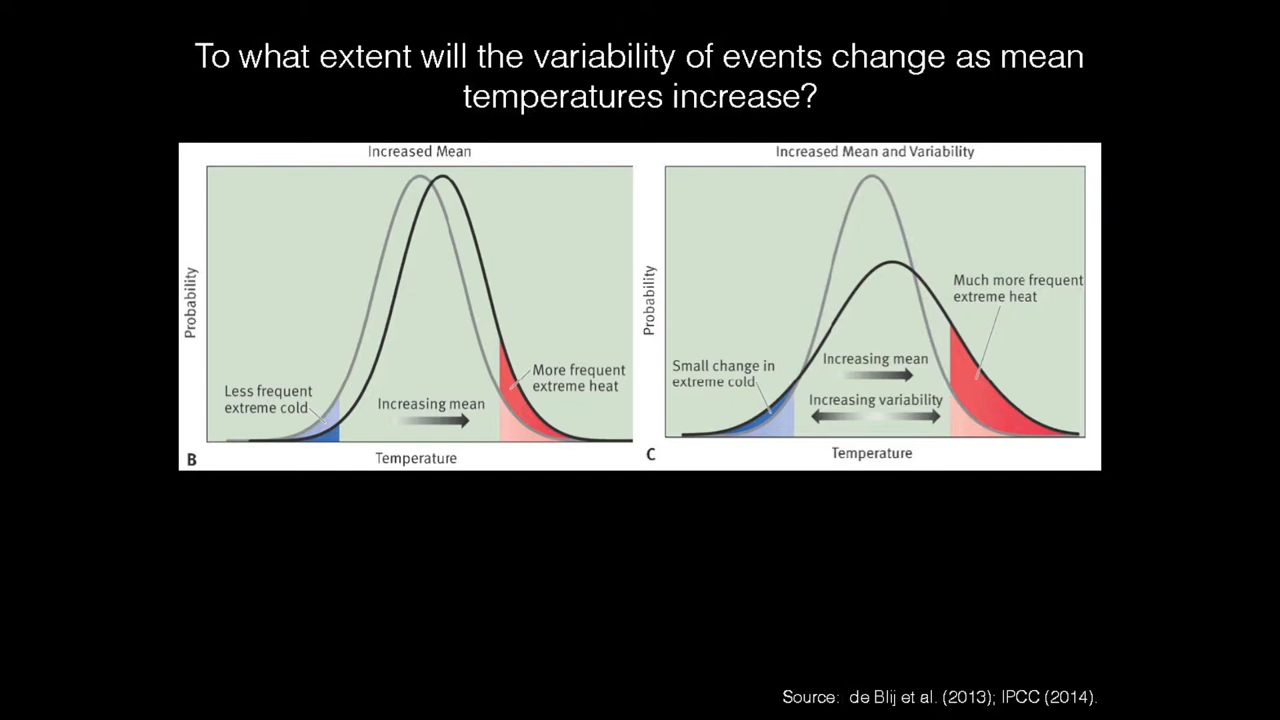 To what extent will the variability of events change as mean
temperatures increase?
Increased Mean
Probability
Less frequent
extreme cold
Increasing mean
More frequent
extreme heat
B
Temperature
Increased Mean and Variability
Probability
Much more frequent
extreme heat
Small change in
extreme cold
Increasing mean
Increasing variability
C
Temperature
Source: de Blij et al. (2013); IPCC (2014).